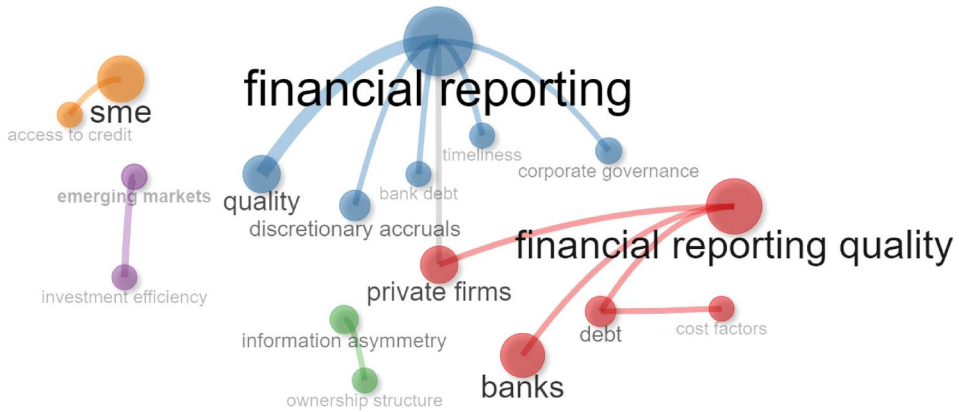 financial reporting
sme
access to credit
timeliness
corporate governance
emerging markets
bank debt
quality
discretionary accruals
financial reporting quality
private firms
investment efficiency
cost factors
debt
information asymmetry
banks
ownership structure